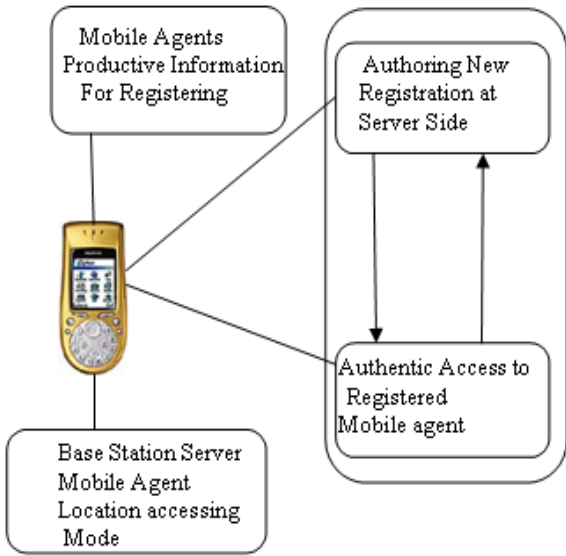 Mobile Agents
Productive Information
For Registering
Authoring New
Registration at
Server Side
Authentic Access to
Registered
Mobile agent
Base Station Server
Mobile Agent
Location accessing
Mode